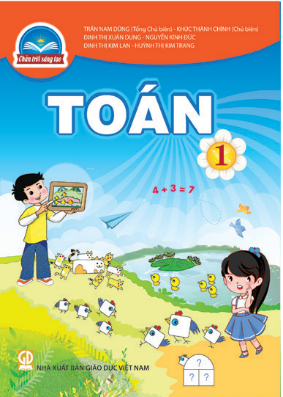 TRẦN NAM DŨNG (Tổng Chủ biên) - KHÚC THÀNH CHÍNH (Chủ biên)
ĐINH THỊ XUÂN DUNG - NGUYỄN KÍNH ĐỨC
ĐINH THỊ KIM LAN - HUỲNH THỊ KIM TRANG
Chân trời sáng tạo
TOÁN
1
4 + 3 = 7
?
? ?
NHÀ XUẤT BẢN GIÁO DỤC VIỆT NAM